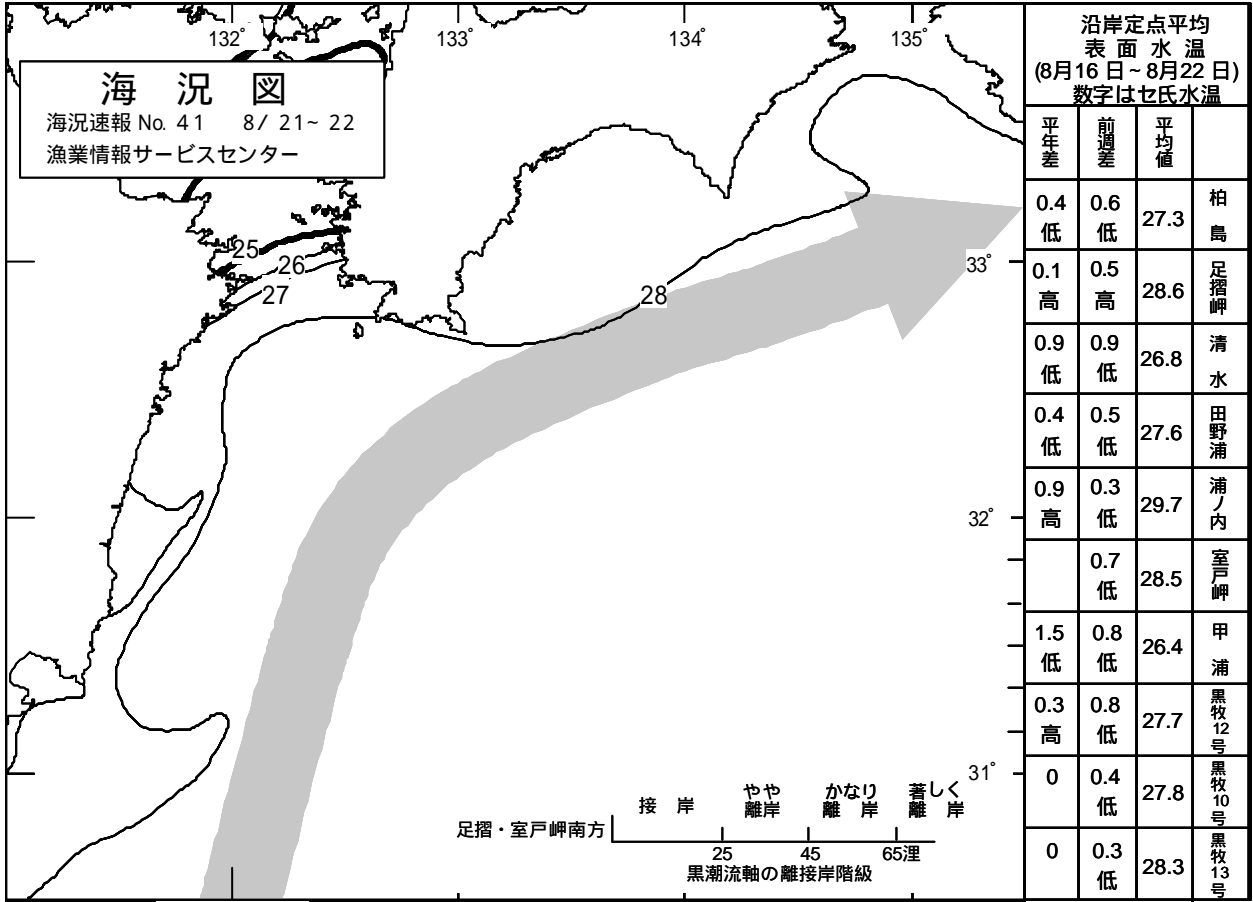 132°
133°
134°
135°
海 況 図
海況速報 No. 41 8/ 21~ 22
漁業情報サービスセンター
25
26
27
28
33°
32°
31°
接 岸
やや
離岸
かなり
離 岸
著しく
離 岸
足摺・室戸岬南方
25
45
65浬
黒潮流軸の離接岸階級
沿岸定点平均
表 面 水 温
(8月16 日~8月22 日)
数字はセ氏水温
平年差 前週差 平均値
0.4低 0.6低 27.3 柏島
0.1高 0.5高 28.6 足摺岬
0.9低 0.9低 26.8 清水
0.4低 0.5低 27.6 田野浦
0.9高 0.3低 29.7 浦ノ内
0.7低 28.5 室戸岬
1.5低 0.8低 26.4 甲浦
0.3高 0.8低 27.7 黒牧12号
0 0.4低 27.8 黒牧10号
0 0.3低 28.3 黒牧13号